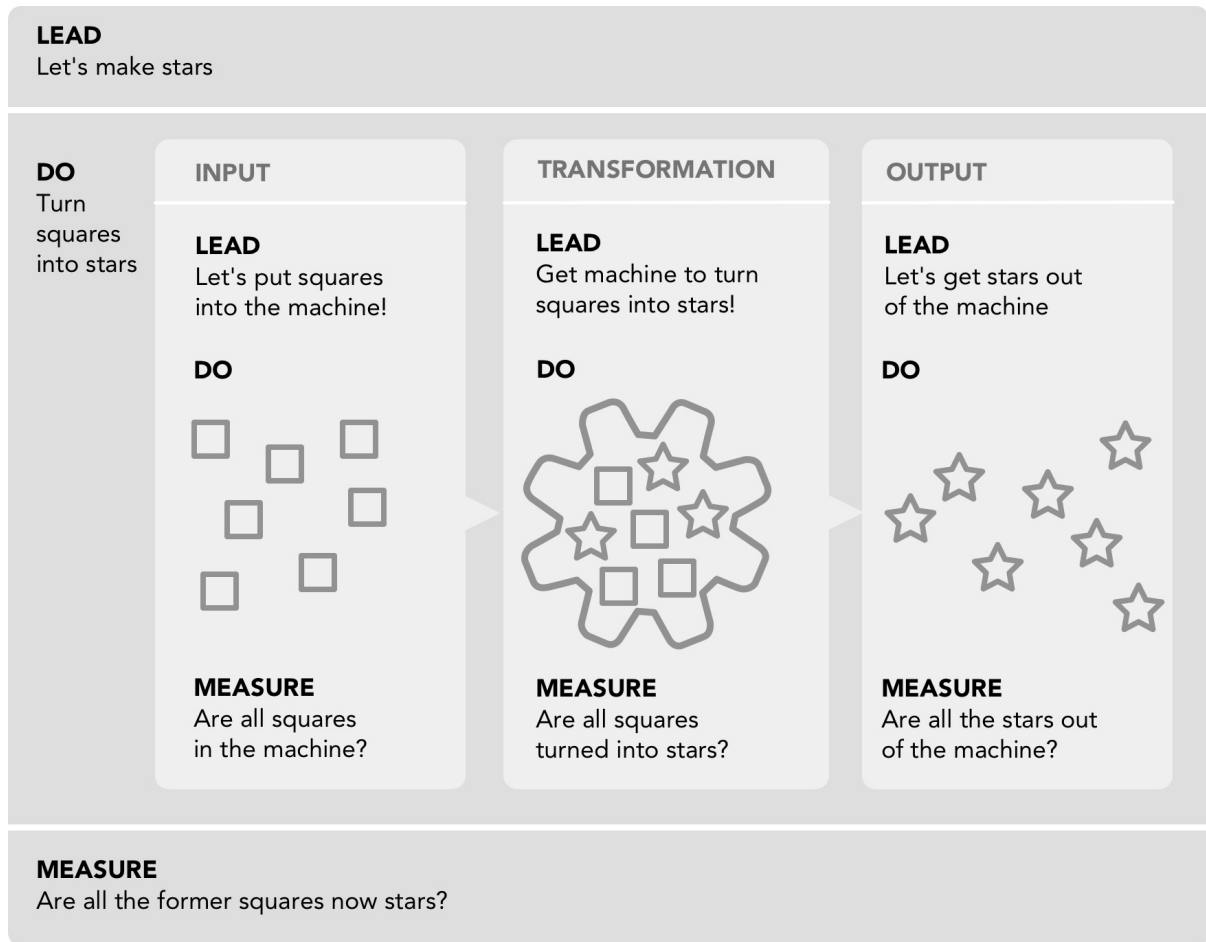 LEAD
Let's make stars
DO
Turn
squares
into stars
INPUT
LEAD
Let's put squares
into the machine!
DO
MEASURE
Are all squares
in the machine?
TRANSFORMATION
LEAD
Get machine to turn
squares into stars!
DO
MEASURE
Are all squares
turned into stars?
OUTPUT
LEAD
Let's get stars out
of the machine
DO
MEASURE
Are all the stars out
of the machine?
MEASURE
Are all the former squares now stars?